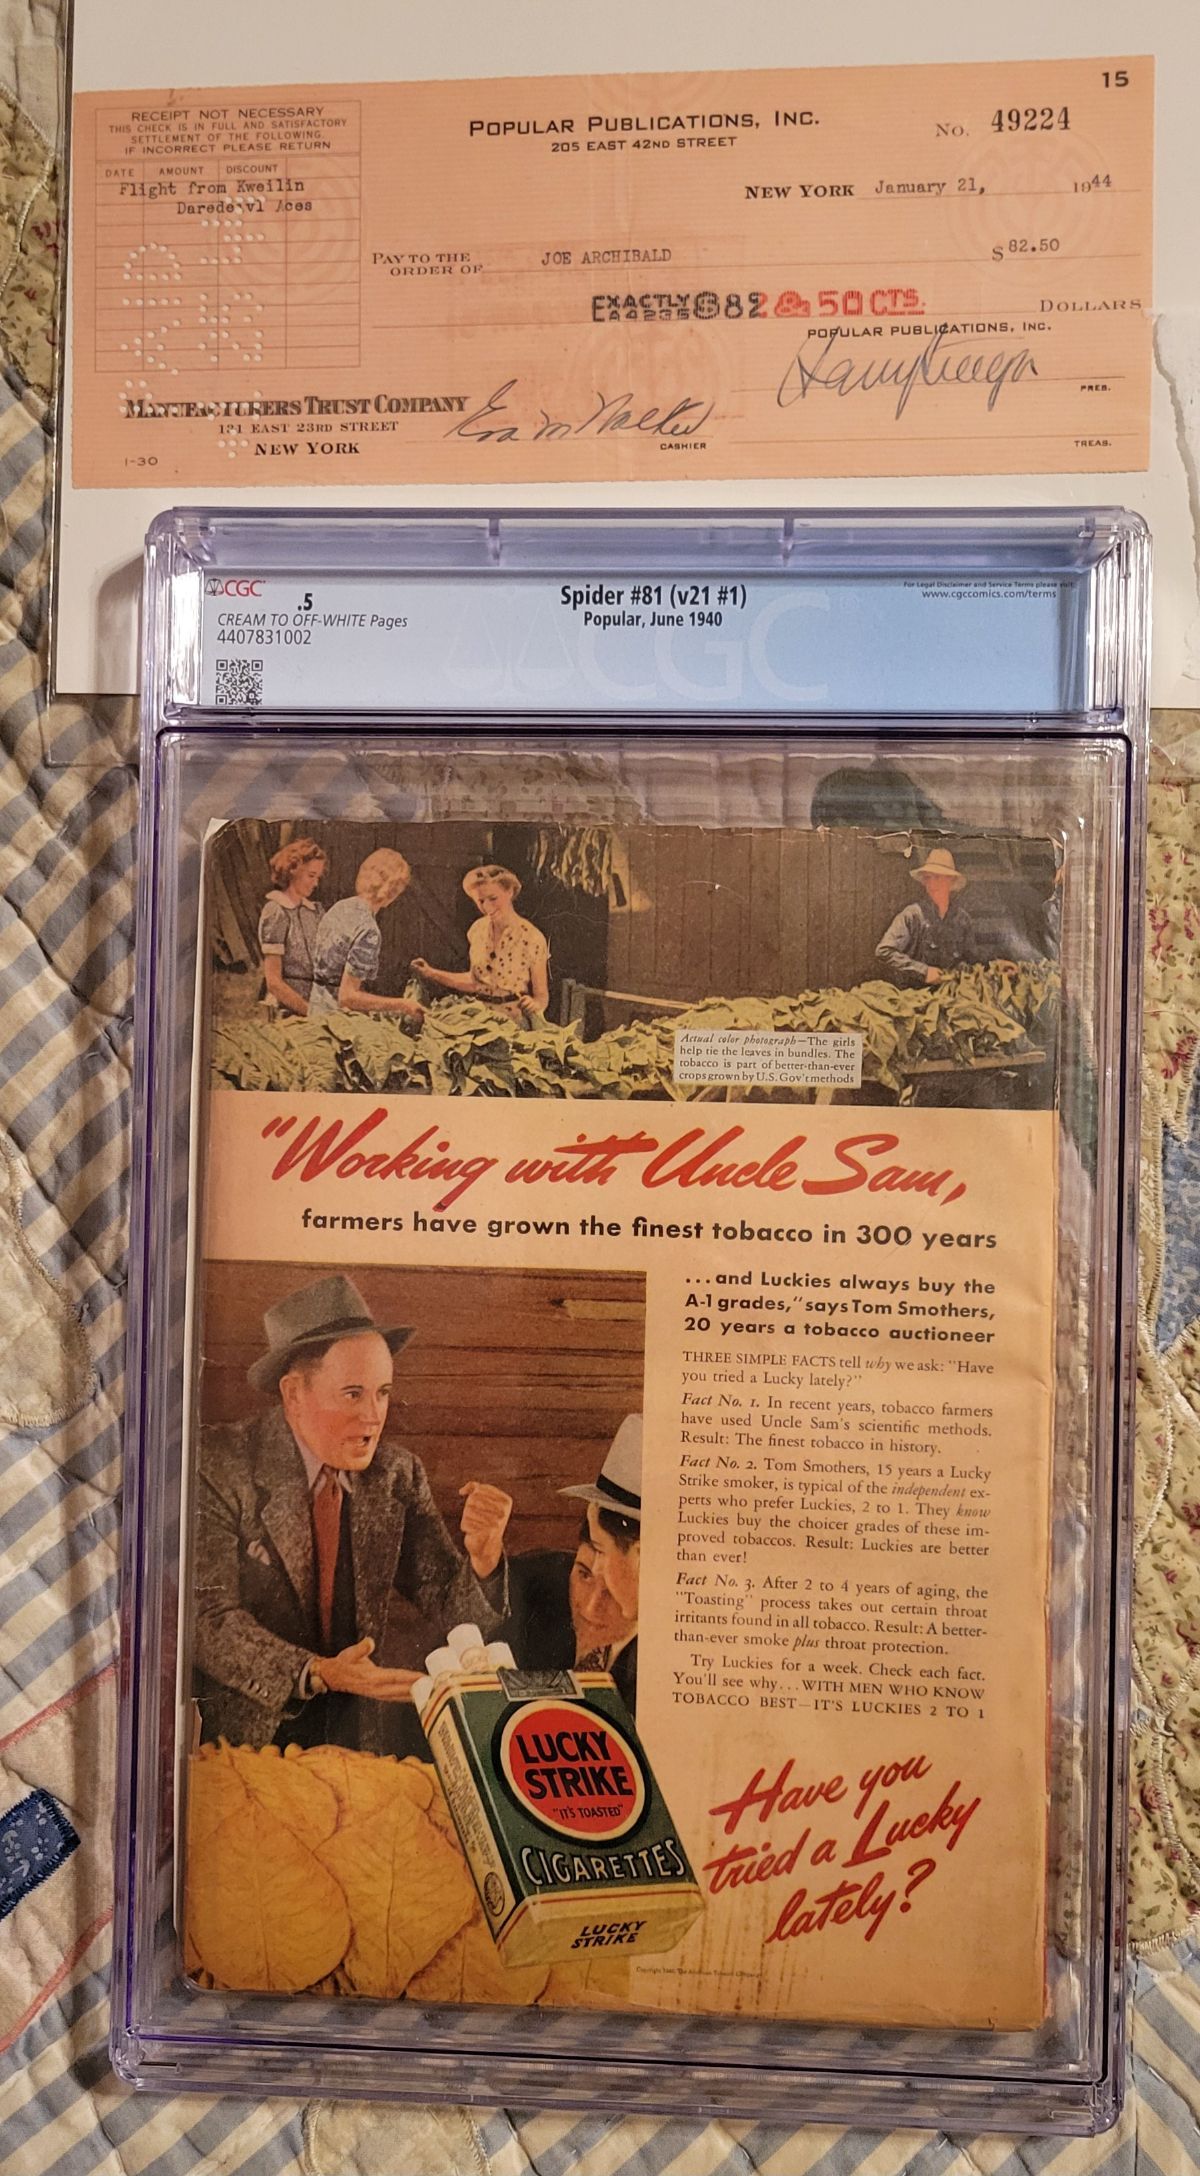 15
RECEIPT NOT NECESSARY
THIS CHECK IS IN FULL AND SATISFACTORY
SETTLEMENT OF THE FOLLOWING.
IF INCORRECT PLEASE RETURN
DATE AMOUNT DISCOUNT
Flight from Kweilin
Daredevl Aces
POPULAR PUBLICATIONS, INC.
205 EAST 42ND STREET
No. 49224
NEW YORK January 21, 1944
PAY TO THE
ORDER OF JOE ARCHIBALD $ 82.50
EXACTLY $82 & 50 CTS. DOLLARS
POPULAR PUBLICATIONS, INC.
PRES.
MANUFACTURERS TRUST COMPANY
131 EAST 23RD STREET
NEW YORK
CASHIER
TREAS.
1-30
CGC
.5
CREAM TO OFF-WHITE Pages
4407831002
Spider #81 (v21 #1)
Popular, June 1940
For Legal Disclaimer and Service Terms please visit:
www.cgccomics.com/terms
CGC
Actual color photograph—The girls
help tie the leaves in bundles. The
tobacco is part of better-than-ever
crops grown by U.S. Gov't methods
"Working with Uncle Sam,
farmers have grown the finest tobacco in 300 years
...and Luckies always buy the
A-1 grades," says Tom Smothers,
20 years a tobacco auctioneer
THREE SIMPLE FACTS tell why we ask: "Have
you tried a Lucky lately?"
Fact No. 1. In recent years, tobacco farmers
have used Uncle Sam's scientific methods.
Result: The finest tobacco in history.
Fact No. 2. Tom Smothers, 15 years a Lucky
Strike smoker, is typical of the independent ex-
perts who prefer Luckies, 2 to 1. They know
Luckies buy the choicer grades of these im-
proved tobaccos. Result: Luckies are better
than ever!
Fact No. 3. After 2 to 4 years of aging, the
"Toasting" process takes out certain throat
irritants found in all tobacco. Result: A better-
than-ever smoke plus throat protection.
Try Luckies for a week. Check each fact.
You'll see why...WITH MEN WHO KNOW
TOBACCO BEST—IT'S LUCKIES 2 TO 1
LUCKY
STRIKE
"IT'S TOASTED"
CIGARETTES
LUCKY
STRIKE
Have you
tried a Lucky
lately?